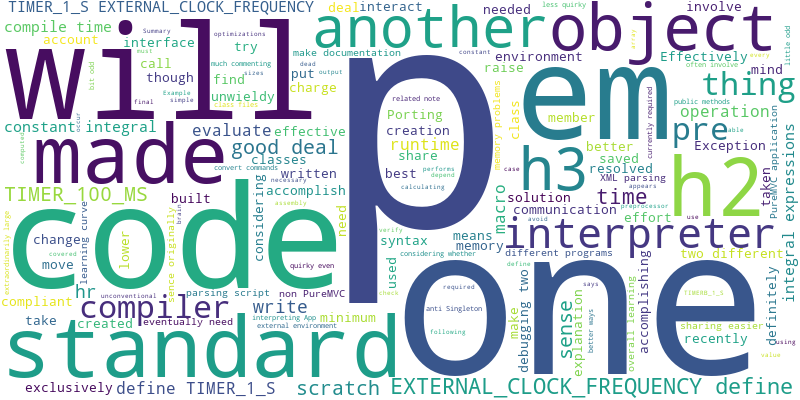 TIMER_1_S EXTERNAL_CLOCK_FREQUENCY
deal interact
needed
less quirky
involve
compile time
Summary
optimizations
another
object
account
interface
must
try
make documentation
constant
environment
array
every
Effectively
often involve
little odd
will
bit odd
call
much commenting
sizes
dead
output
p
em
raise
mind
though
find
put
class files
unwieldy
charge
related note
Porting
memory problems
class
member
thing
public methods
able
constant integral
final
Example
simple
occur
evaluate
effective
creation
runtime
h3
better
saved
currently required
pre
operation
Exception
made
good deal
share
resolved
XML parsing
appears
h2
taken
PureMVC application
integral expressions
computed
convert commands
classes
written
performs
depend
best
case
time
TIMER_100_MS
necessary
considering
accomplish
calculating
macro
solution
avoid
preprocessor
use
built
assembly
need
verify
syntax
communication
effort
code
one
change
learning curve
lower
brain
means
interpreter
covered
move
sence originally
quirky even
used
considering whether
memory
different programs
two different
extraordinarily large
hr
parsing script
non PureMVC
check
define
debugging two
sense
explanation
says
better ways
overall learning
accomplishing
TIMERB_1_S
definitely
compliant
unconventional
compiler
write
required
make
sharing easier
take
created
eventually need
interpreting App
minimum
anti Singleton
recently
using
standard
external environment
following
value
exclusively
define TIMER_1_S
scratch
EXTERNAL_CLOCK_FREQUENCY define